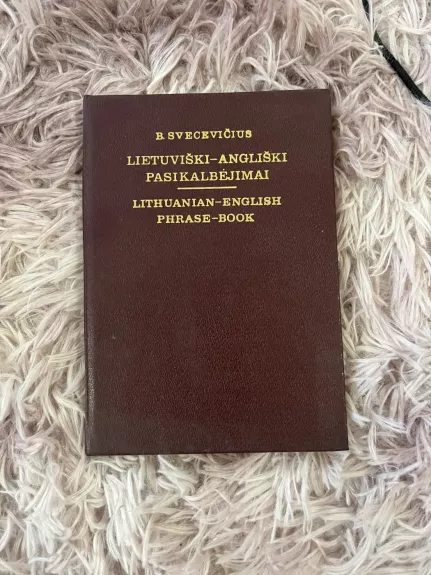 B. SVECEVIČIUS
LIETUVIŠKI–ANGLIŠKI
PASIKALBĖJIMAI
LITHUANIAN–ENGLISH
PHRASE–BOOK